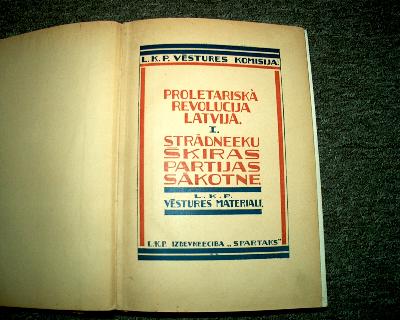 L.K.P. VĒSTURES KOMISIJA.
PROLETARISKĀ
REVOLUCIJA
LATVIJĀ.
I.
STRĀDNEEKU
ŠĶIRAS
PARTIJAS
SĀKOTNE
L.K.P.
VĒSTURES MATERIALI.
L.K.P. IZDEVNEECIBA „SPARTAKS"